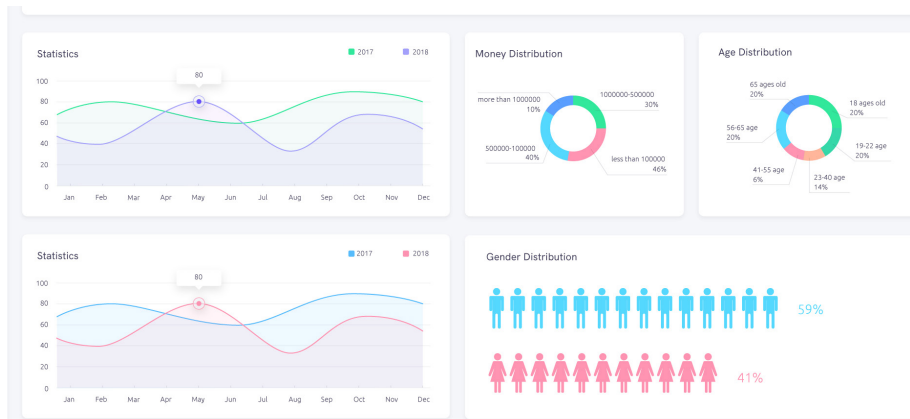 Statistics
2017
2018
80
100
80
60
40
20
0
Jan Feb Mar Apr May Jun Jul Aug Sep Oct Nov Dec
Money Distribution
more than 1000000
10%
1000000-500000
30%
500000-100000
40%
less than 100000
46%
Age Distribution
65 ages old
20%
18 ages old
20%
56-65 age
20%
19-22 age
20%
41-55 age
6%
23-40 age
14%
Statistics
2017
2018
80
100
80
60
40
20
0
Jan Feb Mar Apr May Jun Jul Aug Sep Oct Nov Dec
Gender Distribution
59%
41%